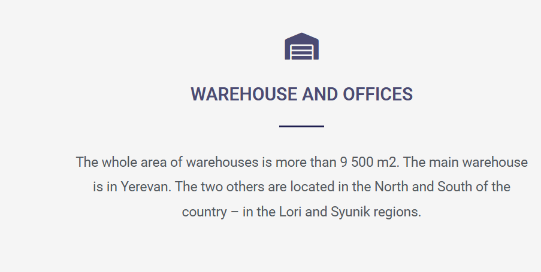 WAREHOUSE AND OFFICES
The whole area of warehouses is more than 9 500 m2. The main warehouse
is in Yerevan. The two others are located in the North and South of the
country – in the Lori and Syunik regions.